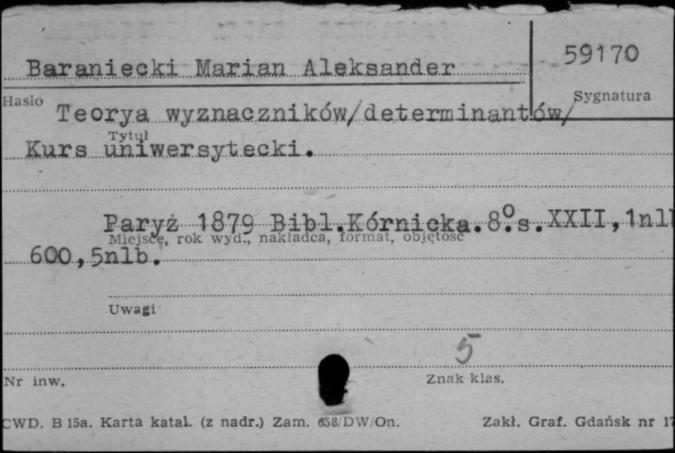 Baraniecki Marian Aleksander
59170
Hasło
Sygnatura
Teorya wyznaczników/determinantów/
Tytuł
Kurs uniwersytecki.
Paryż 1879 Bibl.Kórnicka.8⁰.s.XXII,1nl
Miejsce, rok wyd., nakładca, format, objętość
600,5nlb.
Uwagi
5
Nr inw.
Znak klas.
CWD. B 15a. Karta katal. (z nadr.) Zam. 658/DW/On.
Zakł. Graf. Gdańsk nr 17